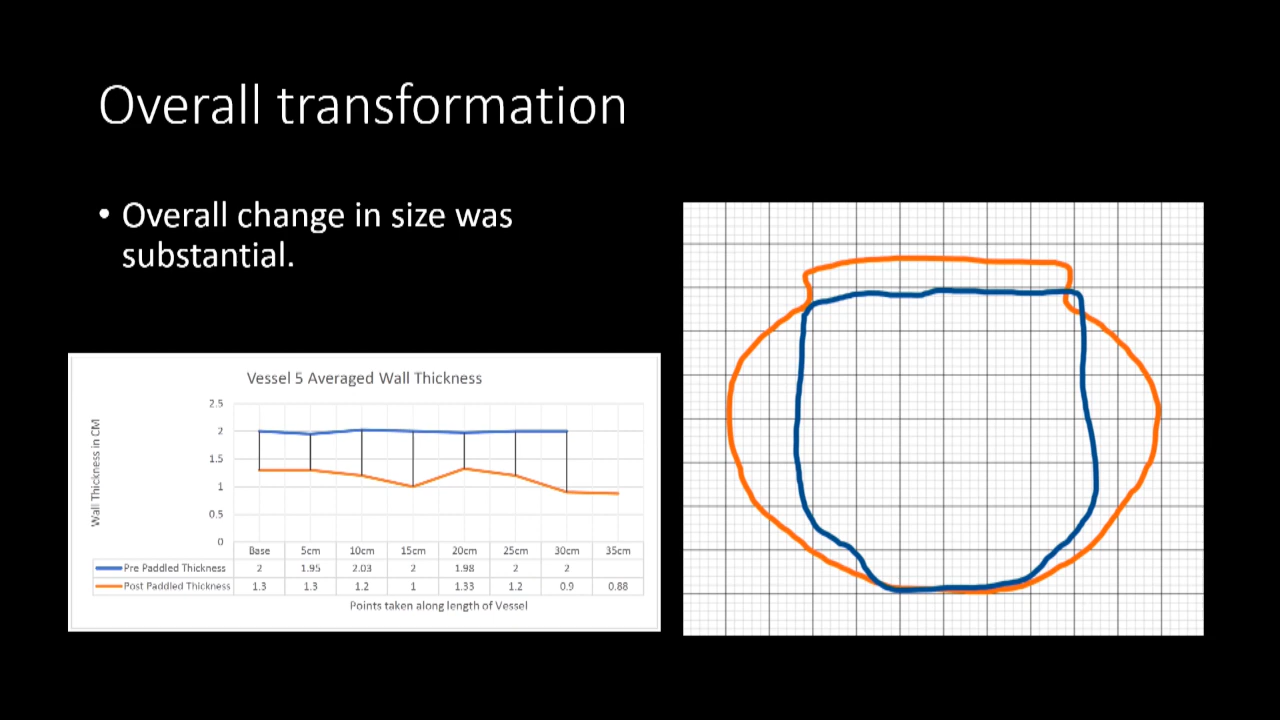 Overall transformation
• Overall change in size was
substantial.
Vessel 5 Averaged Wall Thickness
Wall Thickness in CM
2.5
2
1.5
1
0.5
0
Base 5cm 10cm 15cm 20cm 25cm 30cm 35cm
Pre Paddled Thickness 2 1.95 2.03 2 1.98 2 2
Post Paddled Thickness 1.3 1.3 1.2 1 1.33 1.2 0.9 0.88
Points taken along length of Vessel